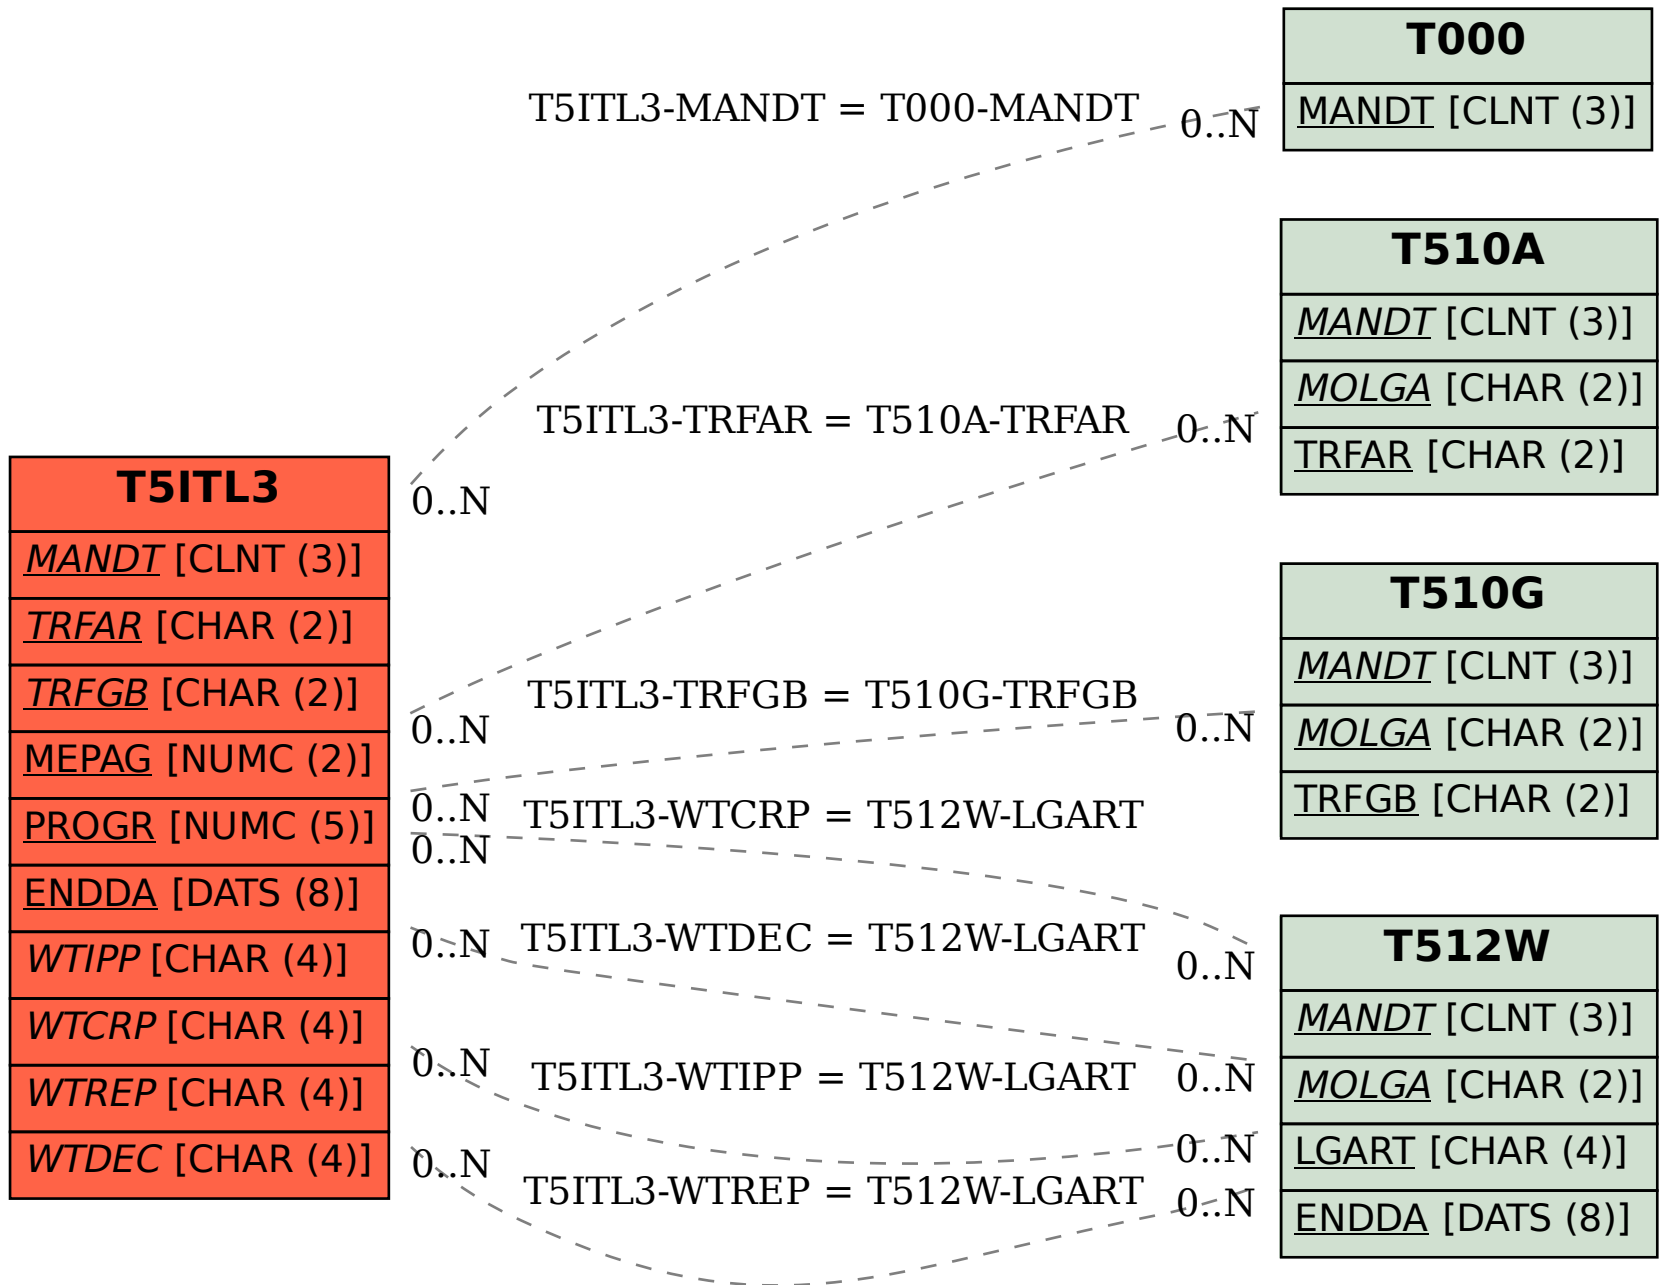 T5ITL3
MANDT [CLNT (3)]
TRFAR [CHAR (2)]
TRFGB [CHAR (2)]
MEPAG [NUMC (2)]
PROGR [NUMC (5)]
ENDDA [DATS (8)]
WTIPP [CHAR (4)]
WTCRP [CHAR (4)]
WTREP [CHAR (4)]
WTDEC [CHAR (4)]
T5ITL3-MANDT = T000-MANDT
0..N
0..N
T5ITL3-TRFAR = T510A-TRFAR
0..N
0..N
T5ITL3-TRFGB = T510G-TRFGB
0..N
0..N
T5ITL3-WTCRP = T512W-LGART
0..N
0..N
T5ITL3-WTDEC = T512W-LGART
0..N
0..N
T5ITL3-WTIPP = T512W-LGART
0..N
0..N
T5ITL3-WTREP = T512W-LGART
0..N
0..N
T000
MANDT [CLNT (3)]
T510A
MANDT [CLNT (3)]
MOLGA [CHAR (2)]
TRFAR [CHAR (2)]
T510G
MANDT [CLNT (3)]
MOLGA [CHAR (2)]
TRFGB [CHAR (2)]
T512W
MANDT [CLNT (3)]
MOLGA [CHAR (2)]
LGART [CHAR (4)]
ENDDA [DATS (8)]